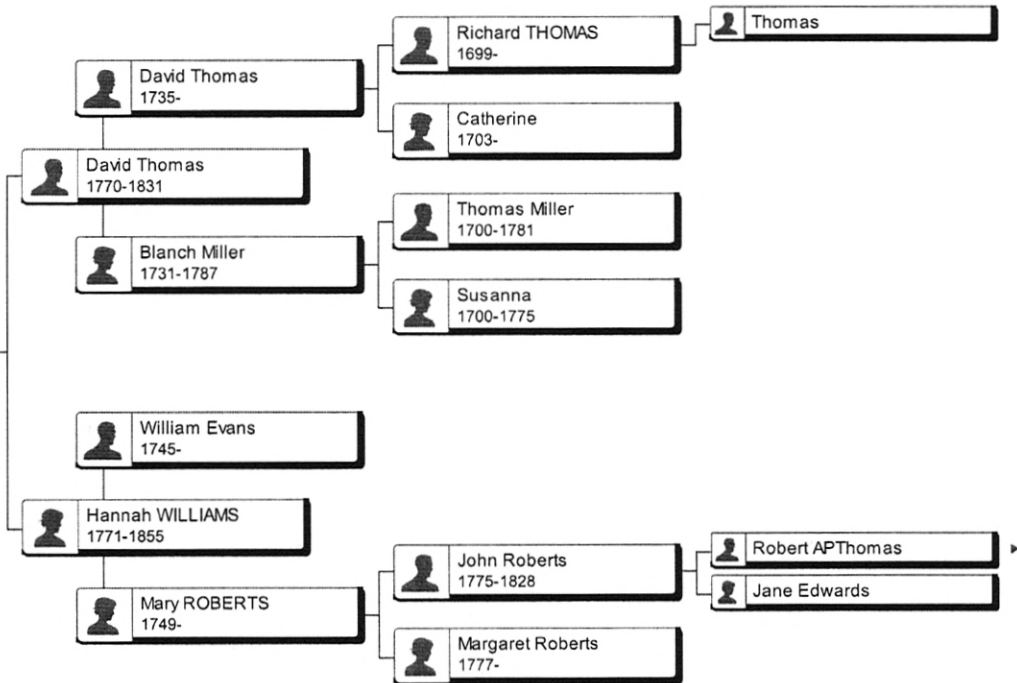 Richard THOMAS
1699-
Thomas
David Thomas
1735-
Catherine
1703-
David Thomas
1770-1831
Thomas Miller
1700-1781
Blanch Miller
1731-1787
Susanna
1700-1775
William Evans
1745-
Hannah WILLIAMS
1771-1855
John Roberts
1775-1828
Robert APThomas
Jane Edwards
Mary ROBERTS
1749-
Margaret Roberts
1777-